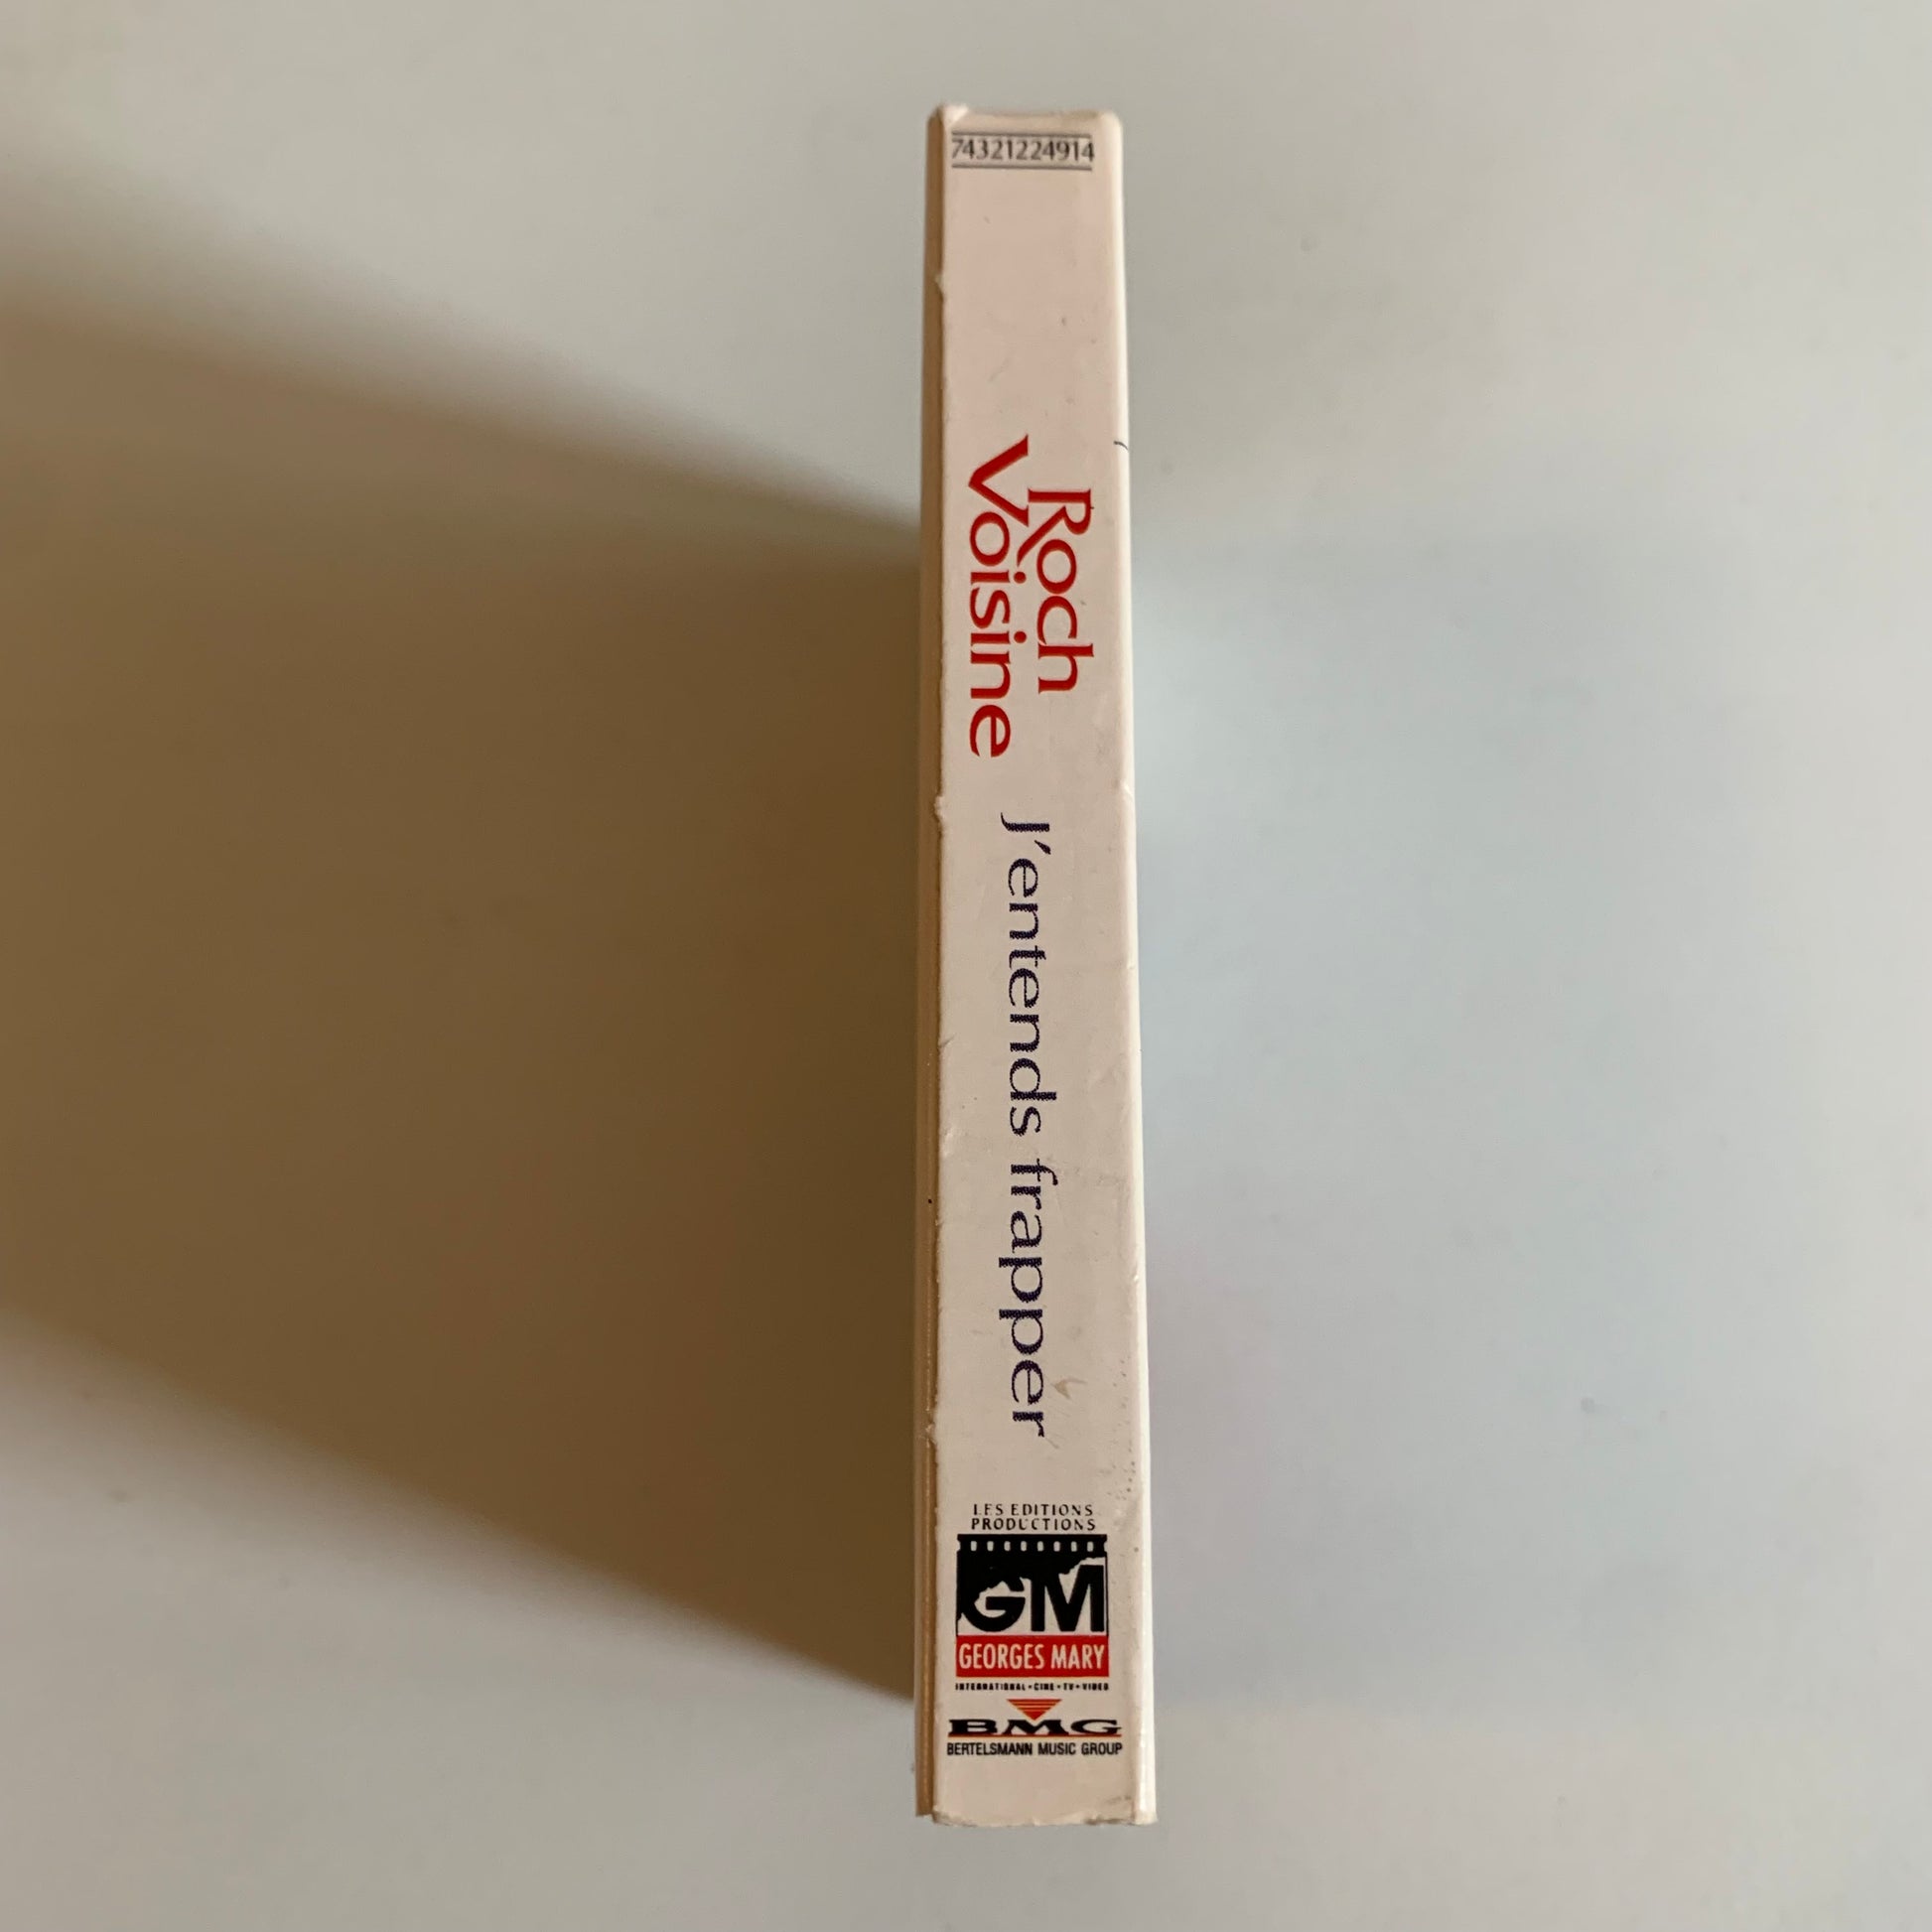 74321224914
Roch
Voisine
J'entends frapper
LES EDITIONS
PRODUCTIONS
GM
GEORGES MARY
INTERNATIONAL • CINE • TV • VIDEO
BMG
BERTELSMANN MUSIC GROUP